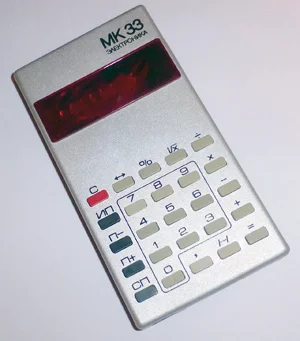 МК 33
ЭЛЕКТРОНИКА
С ↔ % √x ÷
ИП 7 8 9 ×
П− 4 5 6 −
П+ 1 2 3 +
СП 0 , /-/ =